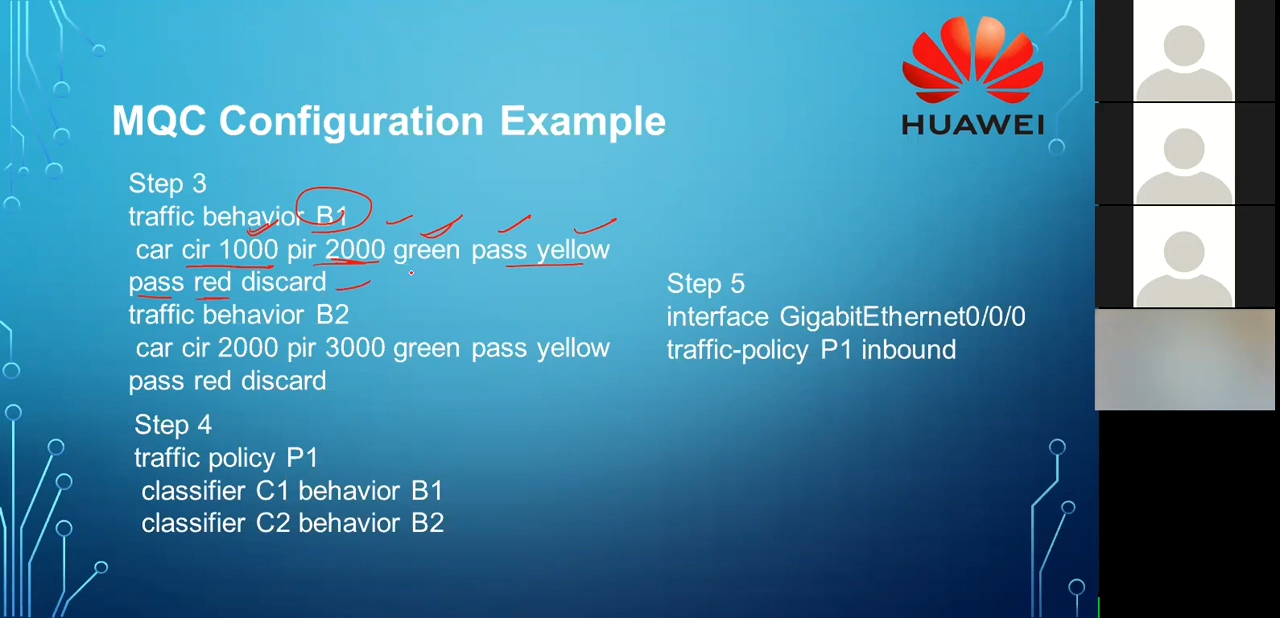 HUAWEI
MQC Configuration Example
Step 3
traffic behavior B1
car cir 1000 pir 2000 green pass yellow
pass red discard
traffic behavior B2
car cir 2000 pir 3000 green pass yellow
pass red discard
Step 4
traffic policy P1
classifier C1 behavior B1
classifier C2 behavior B2
Step 5
interface GigabitEthernet0/0/0
traffic-policy P1 inbound